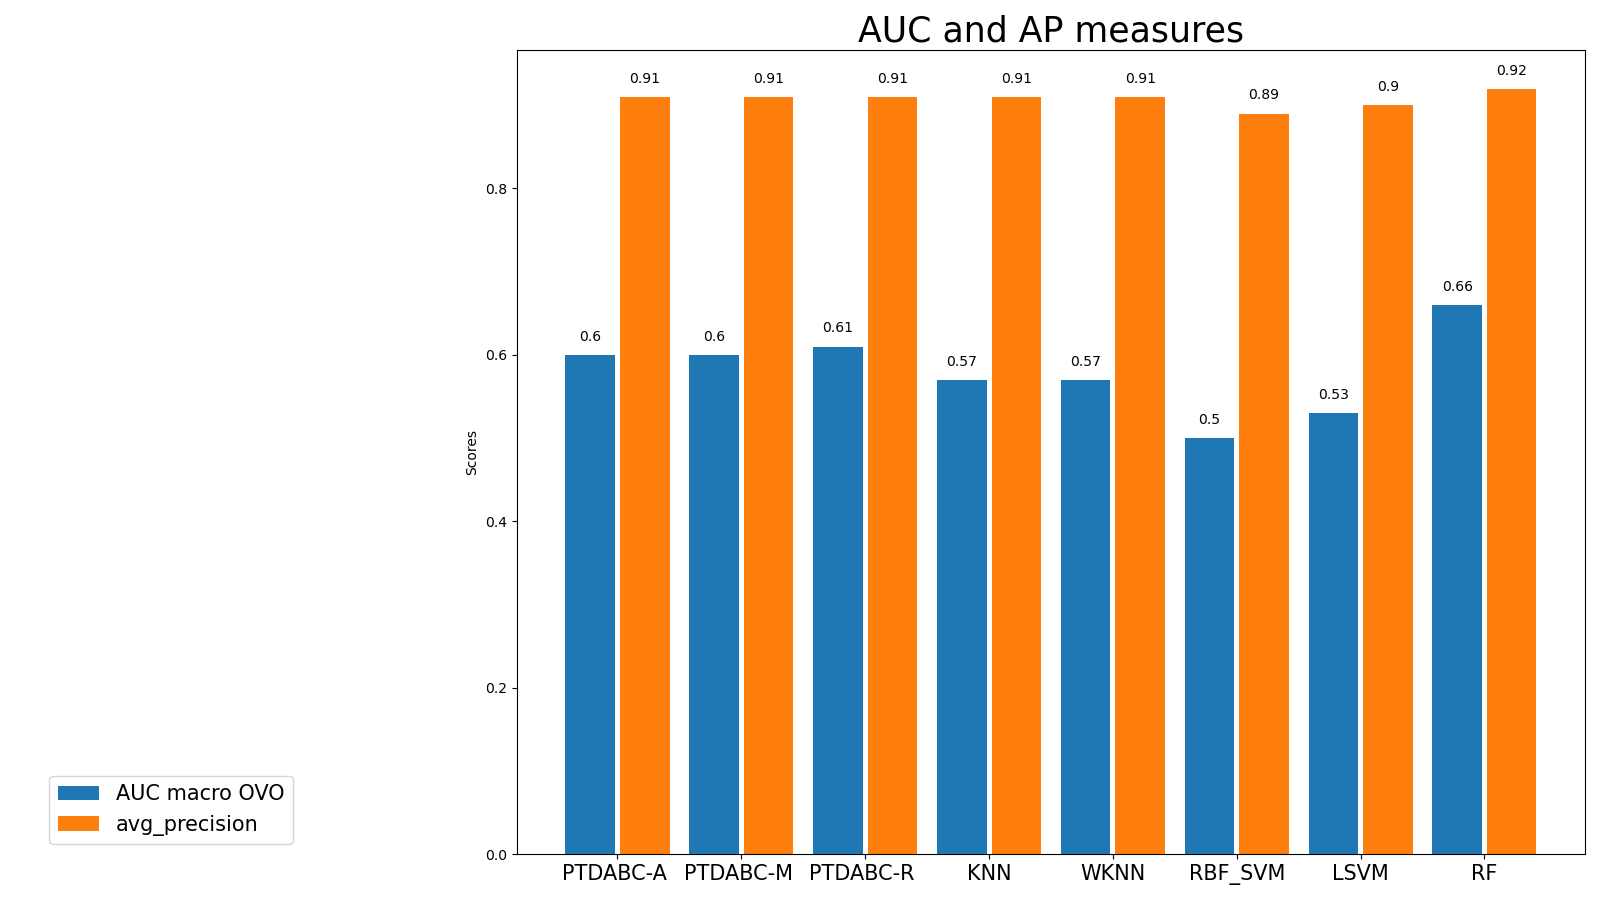 AUC and AP measures
0.91 0.91 0.91 0.91 0.91 0.89 0.9 0.92
0.6 0.6 0.61 0.57 0.57 0.5 0.53 0.66
0.8
0.6
0.4
0.2
0.0
Scores
PTDABC-A PTDABC-M PTDABC-R KNN WKNN RBF_SVM LSVM RF
AUC macro OVO
avg_precision